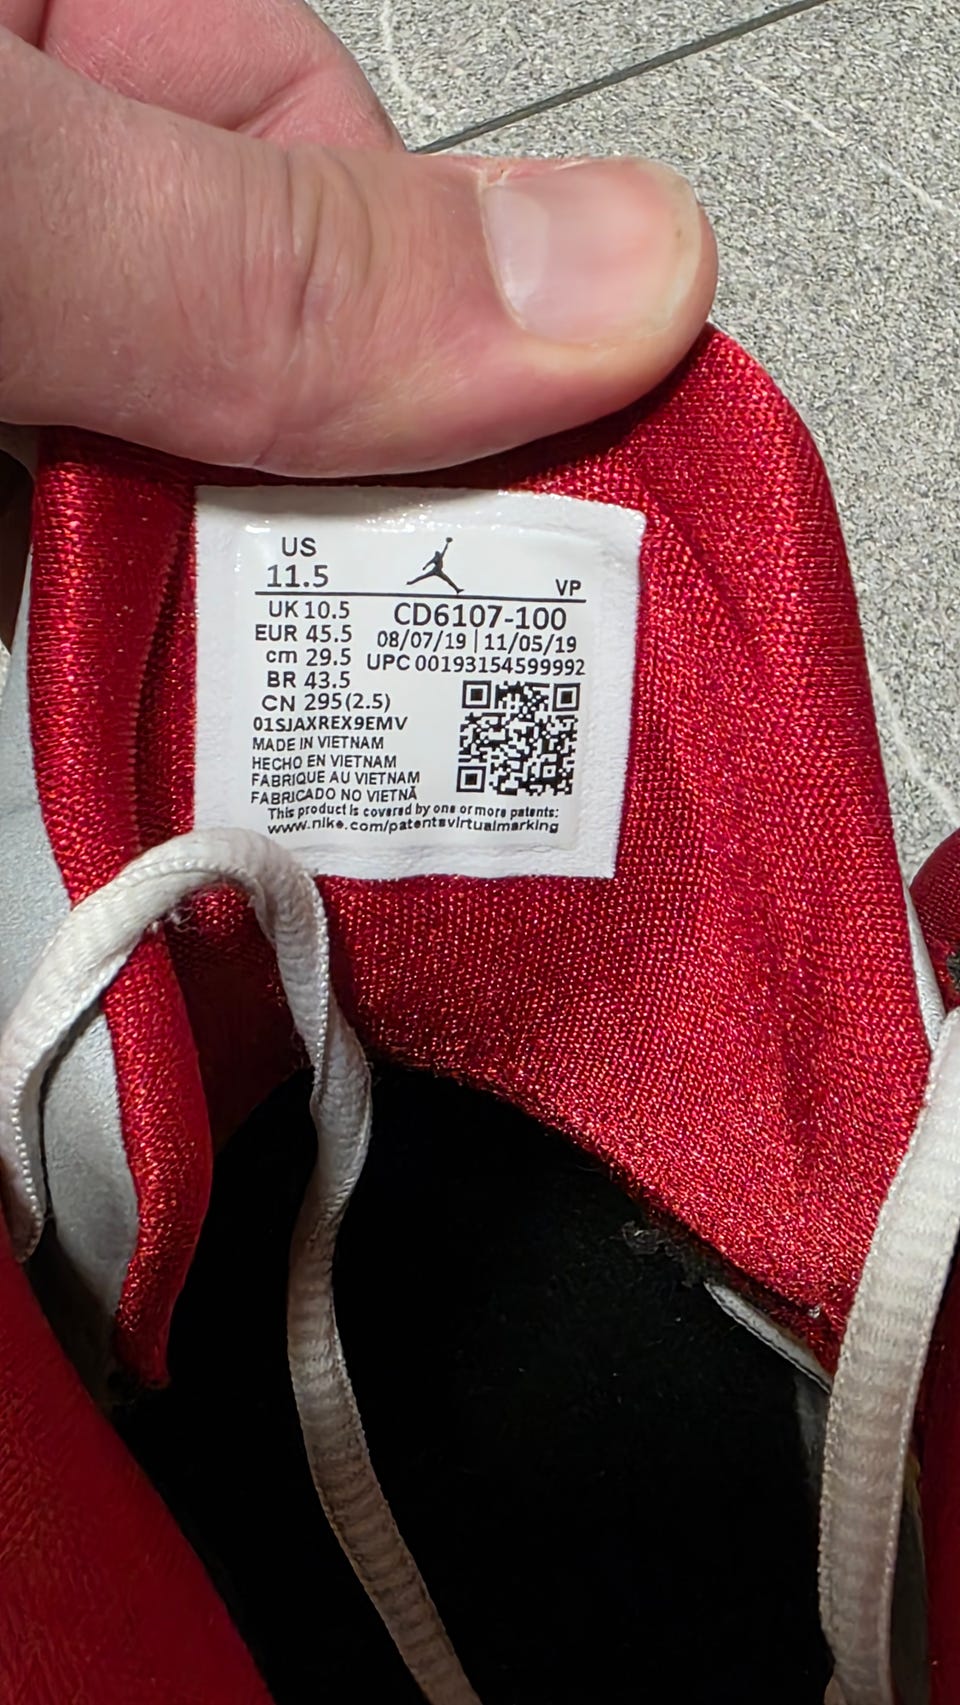 US
11.5
VP
UK 10.5
EUR 45.5
cm 29.5
BR 43.5
CN 295(2.5)
CD6107-100
08/07/19 | 11/05/19
UPC 00193154599992
01SJAXREX9EMV
MADE IN VIETNAM
HECHO EN VIETNAM
FABRIQUE AU VIETNAM
FABRICADO NO VIETNÃ
This product is covered by one or more patents:
www.nike.com/patentsvirtualmarking